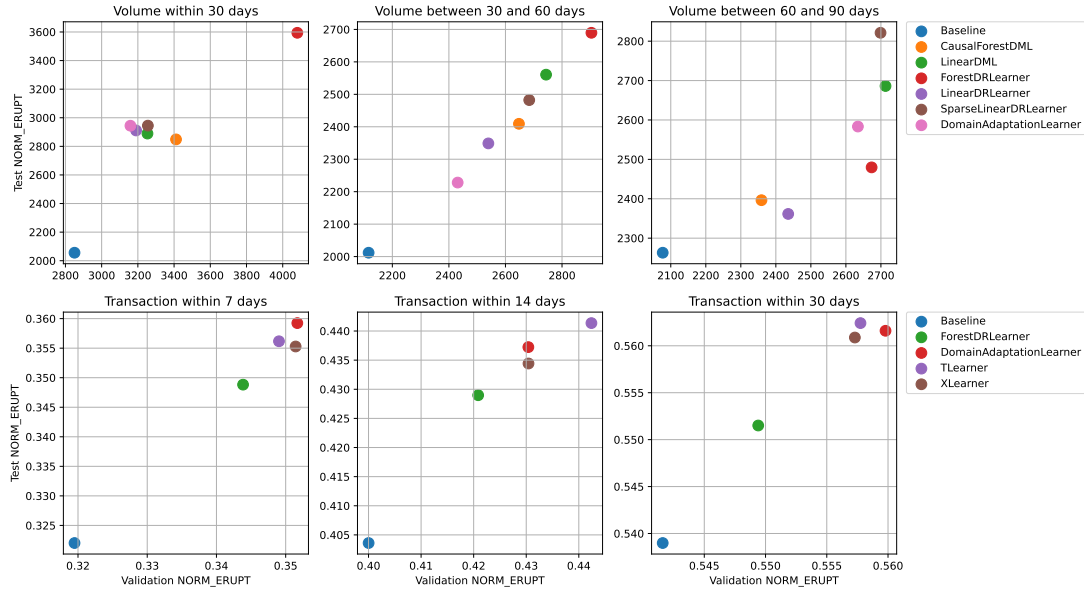 Volume within 30 days
Volume between 30 and 60 days
Volume between 60 and 90 days
Test NORM_ERUPT
3600
3400
3200
3000
2800
2600
2400
2200
2000
2800 3000 3200 3400 3600 3800 4000
2700
2600
2500
2400
2300
2200
2100
2000
2200 2400 2600 2800
2800
2700
2600
2500
2400
2300
2100 2200 2300 2400 2500 2600 2700
Baseline
CausalForestDML
LinearDML
ForestDRLearner
LinearDRLearner
SparseLinearDRLearner
DomainAdaptationLearner
Transaction within 7 days
Transaction within 14 days
Transaction within 30 days
Test NORM_ERUPT
0.360
0.355
0.350
0.345
0.340
0.335
0.330
0.325
0.32 0.33 0.34 0.35
Validation NORM_ERUPT
0.440
0.435
0.430
0.425
0.420
0.415
0.410
0.405
0.40 0.41 0.42 0.43 0.44
Validation NORM_ERUPT
0.560
0.555
0.550
0.545
0.540
0.545 0.550 0.555 0.560
Validation NORM_ERUPT
Baseline
ForestDRLearner
DomainAdaptationLearner
TLearner
XLearner